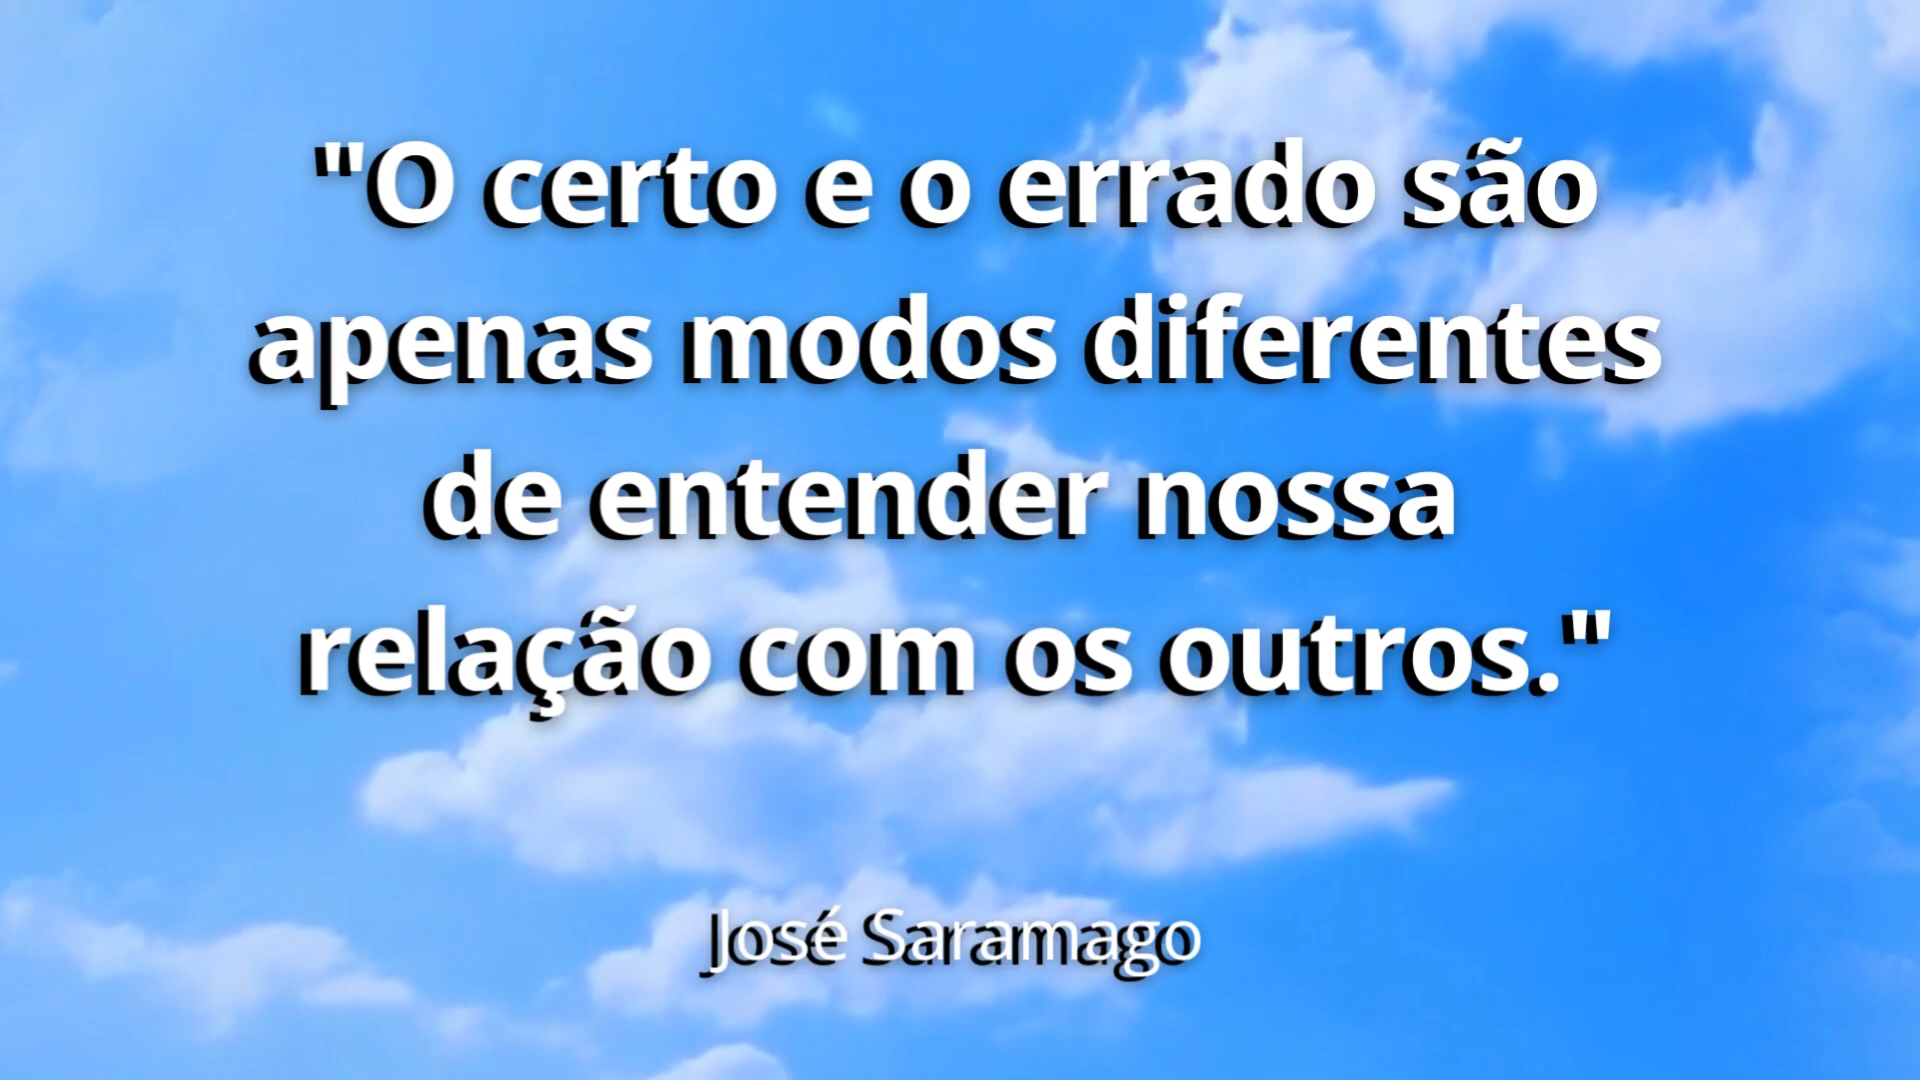 "O certo e o errado são
apenas modos diferentes
de entender nossa
relação com os outros."
José Saramago